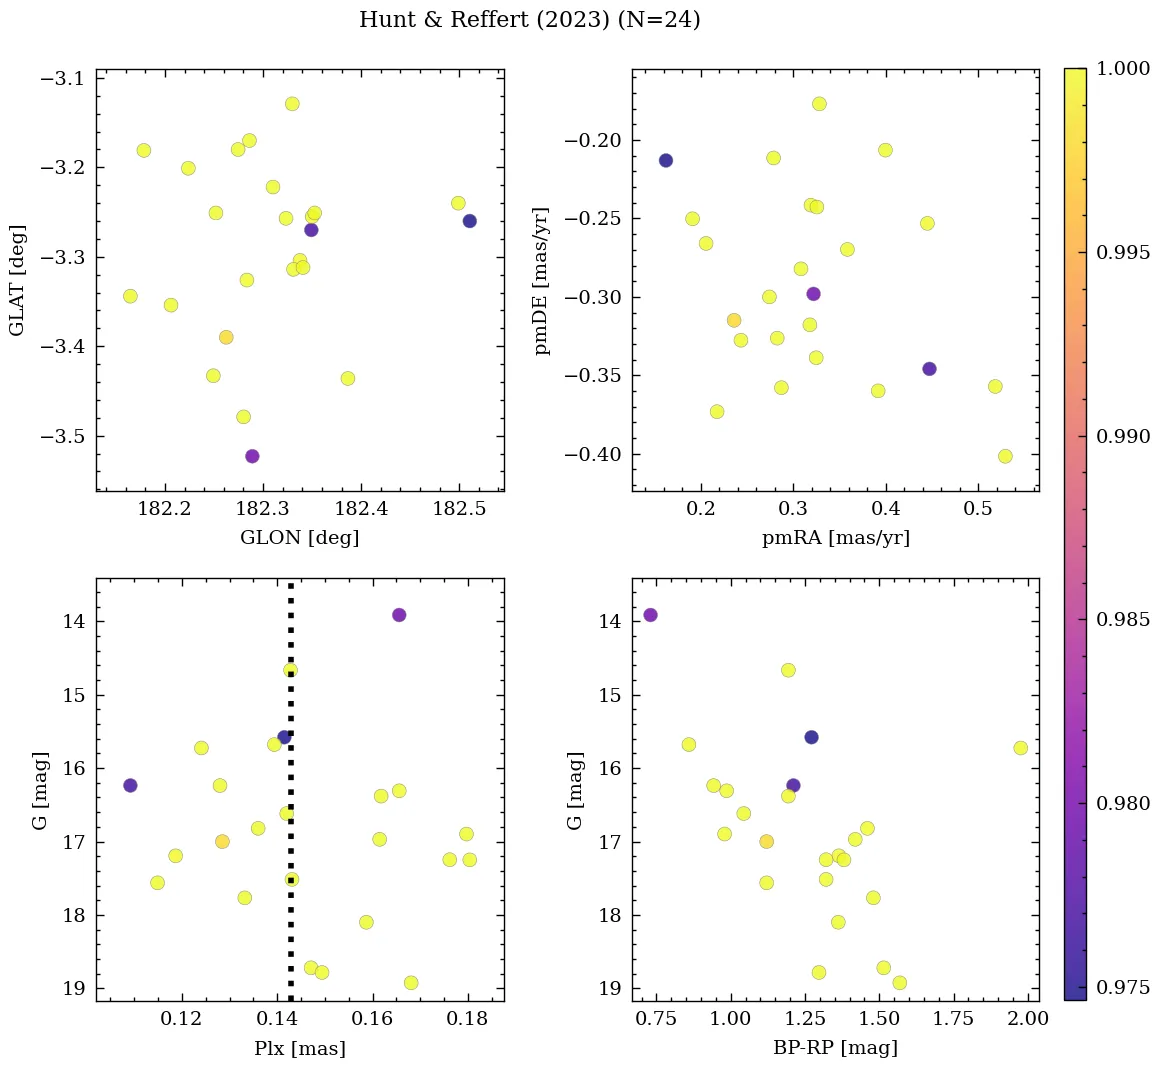 Hunt & Reffert (2023) (N=24)
−3.1
−3.2
−3.3
−3.4
−3.5
GLAT [deg]
182.2 182.3 182.4 182.5
GLON [deg]
−0.20
−0.25
−0.30
−0.35
−0.40
pmDE [mas/yr]
0.2 0.3 0.4 0.5
pmRA [mas/yr]
14
15
16
17
18
19
G [mag]
0.12 0.14 0.16 0.18
Plx [mas]
14
15
16
17
18
19
G [mag]
0.75 1.00 1.25 1.50 1.75 2.00
BP-RP [mag]
1.000
0.995
0.990
0.985
0.980
0.975